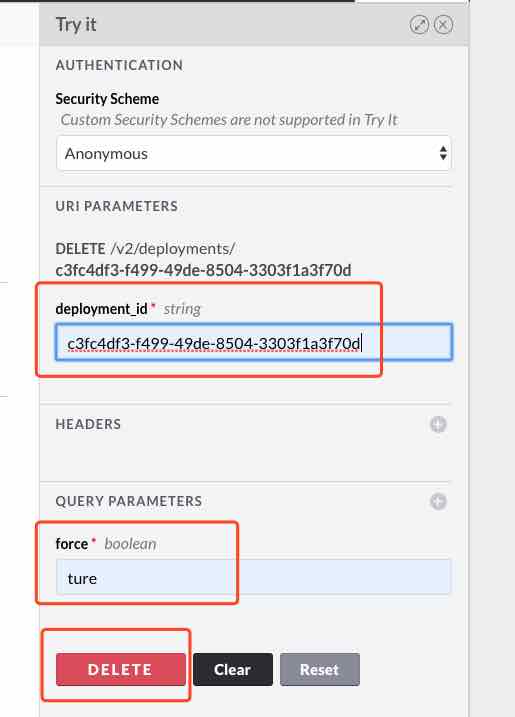 Try it
AUTHENTICATION
Security Scheme
Custom Security Schemes are not supported in Try It
Anonymous
URI PARAMETERS
DELETE /v2/deployments/
c3fc4df3-f499-49de-8504-3303f1a3f70d
deployment_id * string
c3fc4df3-f499-49de-8504-3303f1a3f70d
HEADERS
QUERY PARAMETERS
force * boolean
ture
DELETE Clear Reset